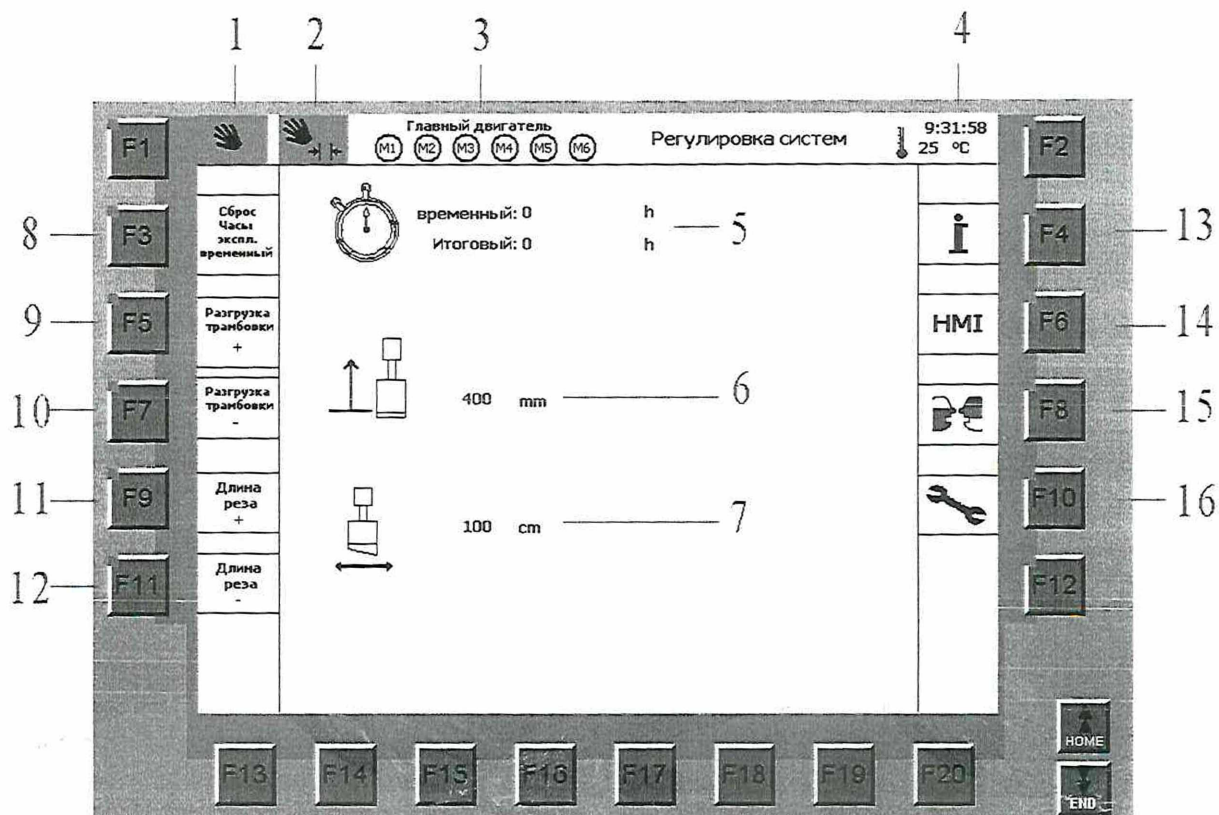 1 2 3 4
F1 Главный двигатель Регулировка систем 9:31:58 F2
M1 M2 M3 M4 M5 M6 25 °C
8 F3 Сброс Часы экспл. временный временный: 0 h 5 i F4 13
Итоговый: 0 h
9 F5 Разгрузка трамбовки + HMI F6 14
10 F7 Разгрузка трамбовки - 400 mm 6 F8 15
11 F9 Длина реза + 100 cm 7 F10 16
12 F11 Длина реза - F12
HOME
F13 F14 F15 F16 F17 F18 F19 F20
END